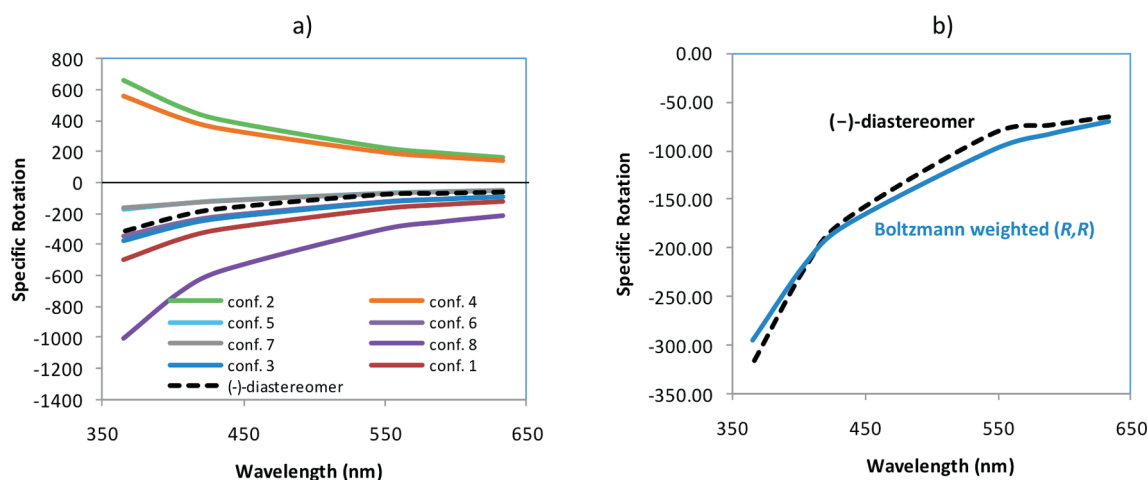 a)
800
600
400
200
0
-200
-400
-600
-800
-1000
-1200
-1400
Specific Rotation
conf. 2
conf. 4
conf. 5
conf. 6
conf. 7
conf. 8
conf. 3
conf. 1
(-)-diastereomer
350
450
550
650
Wavelength (nm)
b)
0.00
-50.00
-100.00
-150.00
-200.00
-250.00
-300.00
-350.00
Specific Rotation
(−)-diastereomer
Boltzmann weighted (R,R)
350
450
550
650
Wavelength (nm)